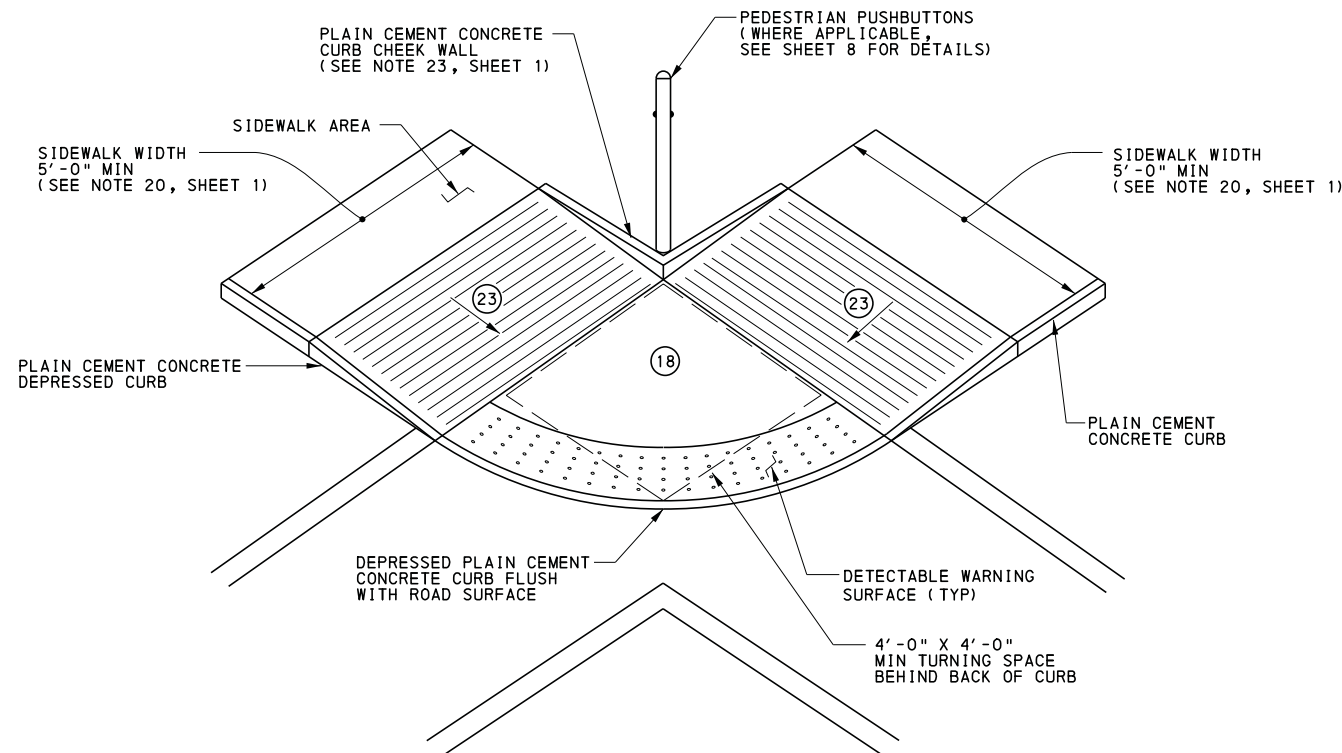 PEDESTRIAN PUSHBUTTONS
(WHERE APPLICABLE,
SEE SHEET 8 FOR DETAILS)
PLAIN CEMENT CONCRETE
CURB CHEEK WALL
(SEE NOTE 23, SHEET 1)
SIDEWALK AREA
SIDEWALK WIDTH
5'-0" MIN
(SEE NOTE 20, SHEET 1)
SIDEWALK WIDTH
5'-0" MIN
(SEE NOTE 20, SHEET 1)
23
23
18
PLAIN CEMENT CONCRETE
DEPRESSED CURB
PLAIN CEMENT
CONCRETE CURB
DEPRESSED PLAIN CEMENT
CONCRETE CURB FLUSH
WITH ROAD SURFACE
DETECTABLE WARNING
SURFACE (TYP)
4'-0" X 4'-0"
MIN TURNING SPACE
BEHIND BACK OF CURB